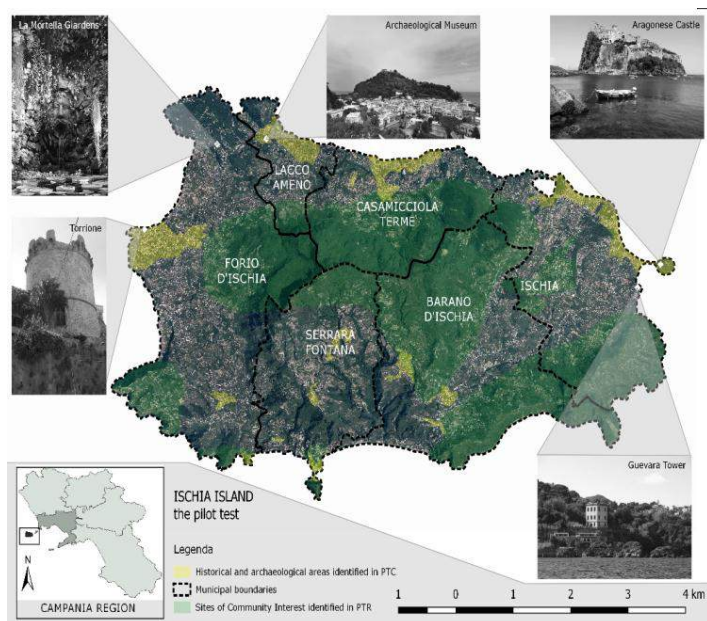 La Mortella Giardens
Archaeological Museum
Aragonese Castle
LACCO
AMENO
CASAMICCIOLA
TERME
Torrione
FORIO
D'ISCHIA
ISCHIA
BARANO
D'ISCHIA
SERRARA
FONTANA
Guevara Tower
ISCHIA ISLAND
the pilot test
Legenda
Historical and archaeological areas identified in PTC
Municipal boundaries
Sites of Community Interest identified in PTR
N
CAMPANIA REGION
1 0 1 2 3 4 km